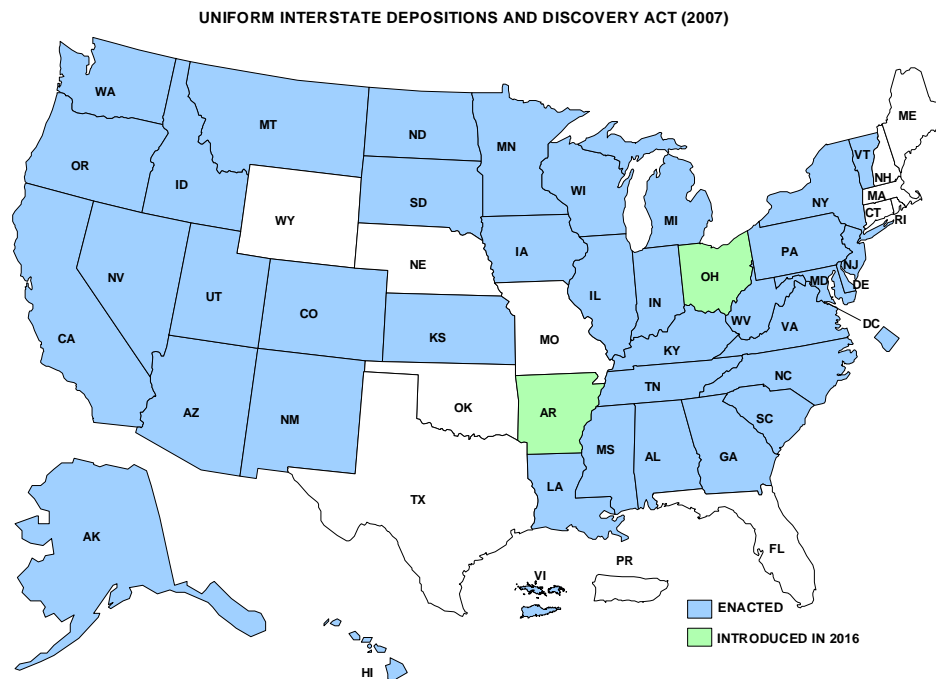 UNIFORM INTERSTATE DEPOSITIONS AND DISCOVERY ACT (2007)
WA
MT
ND
MN
ME
OR
ID
SD
WI
MI
VT
NH
NY
MA
CT
RI
WY
IA
PA
NE
NV
UT
CO
IL
IN
OH
NJ
MD
DE
WV
VA
DC
CA
KS
MO
KY
NC
TN
AZ
NM
OK
AR
SC
MS
AL
GA
LA
TX
AK
FL
PR
VI
HI
ENACTED
INTRODUCED IN 2016